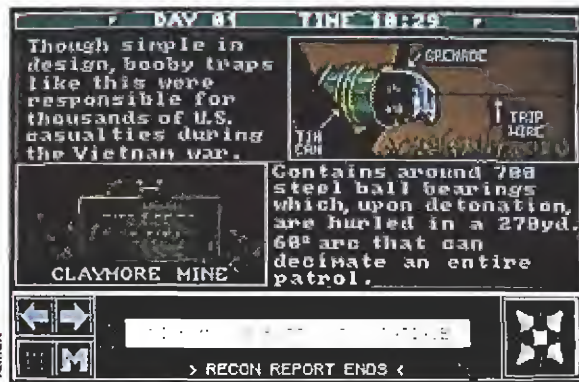 DAY 01 TIME 18:29
Though simple in
design, booby traps
like this were
responsible for
thousands of U.S.
casualties during
the Vietnam war.
GRENADE
TRIP
WIRE
TIN
CAN
CLAYMORE MINE
Contains around 700
steel ball bearings
which, upon detonation,
are hurled in a 270yd.
60º arc that can
decimate an entire
patrol.
M
> RECON REPORT ENDS <